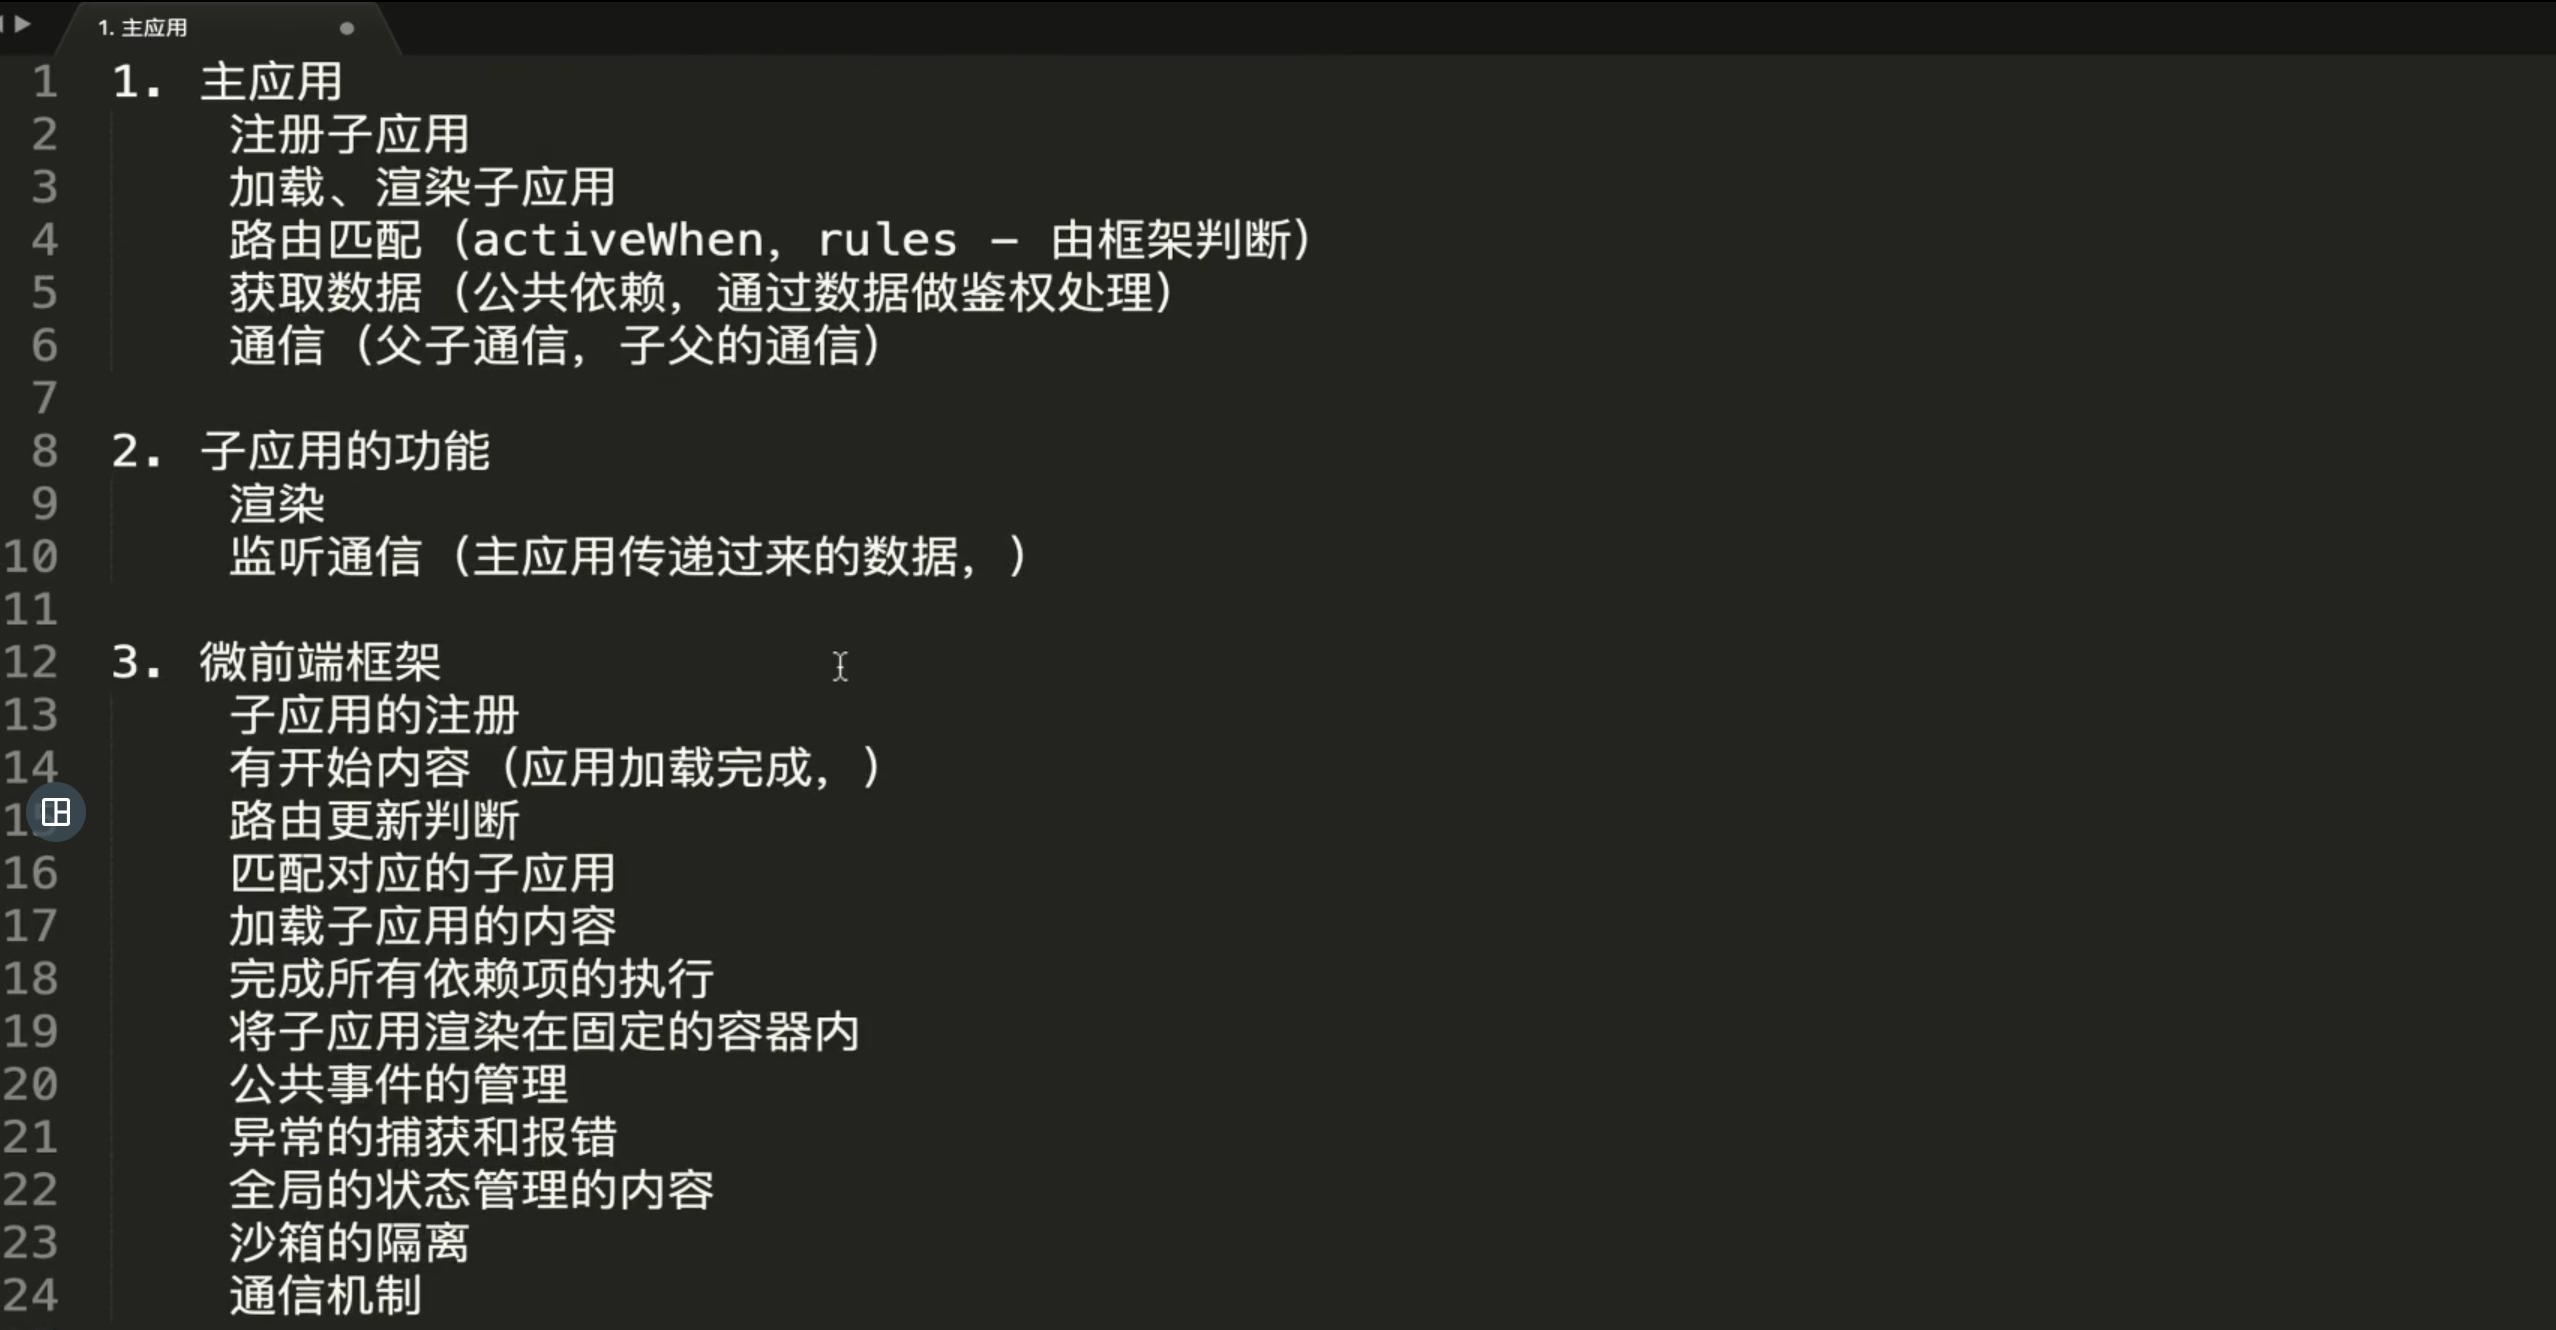 1. 主应用
1 1. 主应用
2 注册子应用
3 加载、渲染子应用
4 路由匹配（activeWhen, rules – 由框架判断）
5 获取数据（公共依赖，通过数据做鉴权处理）
6 通信（父子通信，子父的通信）
7
8 2. 子应用的功能
9 渲染
10 监听通信（主应用传递过来的数据，）
11
12 3. 微前端框架
13 子应用的注册
14 有开始内容（应用加载完成，）
15 路由更新判断
16 匹配对应的子应用
17 加载子应用的内容
18 完成所有依赖项的执行
19 将子应用渲染在固定的容器内
20 公共事件的管理
21 异常的捕获和报错
22 全局的状态管理的内容
23 沙箱的隔离
24 通信机制